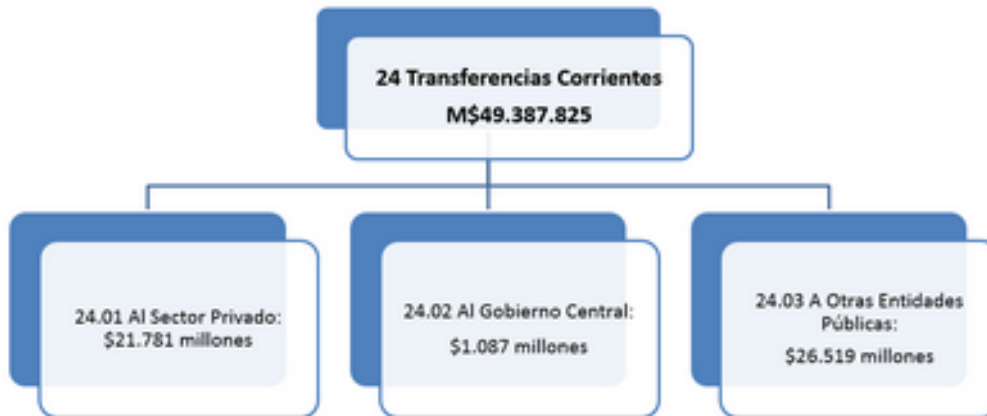 24 Transferencias Corrientes
M$49.387.825
24.01 Al Sector Privado:
$21.781 millones
24.02 Al Gobierno Central:
$1.087 millones
24.03 A Otras Entidades
Públicas:
$26.519 millones